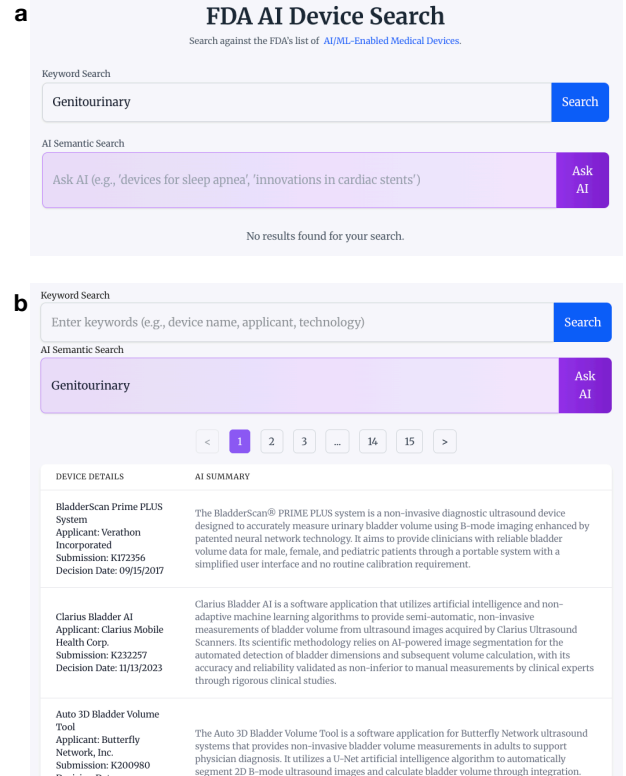 a
FDA AI Device Search
Search against the FDA's list of AI/ML-Enabled Medical Devices.
Keyword Search
Genitourinary
Search
AI Semantic Search
Ask AI (e.g., 'devices for sleep apnea', 'innovations in cardiac stents')
Ask
AI
No results found for your search.
b
Keyword Search
Enter keywords (e.g., device name, applicant, technology)
Search
AI Semantic Search
Genitourinary
Ask
AI
< 1 2 3 ... 14 15 >
DEVICE DETAILS
AI SUMMARY
BladderScan Prime PLUS
System
Applicant: Verathon
Incorporated
Submission: K172356
Decision Date: 09/15/2017
The BladderScan® PRIME PLUS system is a non-invasive diagnostic ultrasound device
designed to accurately measure urinary bladder volume using B-mode imaging enhanced by
patented neural network technology. It aims to provide clinicians with reliable bladder
volume data for male, female, and pediatric patients through a portable system with a
simplified user interface and no routine calibration requirement.
Clarius Bladder AI
Applicant: Clarius Mobile
Health Corp.
Submission: K232257
Decision Date: 11/13/2023
Clarius Bladder AI is a software application that utilizes artificial intelligence and non-
adaptive machine learning algorithms to provide semi-automatic, non-invasive
measurements of bladder volume from ultrasound images acquired by Clarius Ultrasound
Scanners. Its scientific methodology relies on AI-powered image segmentation for the
automated detection of bladder dimensions and subsequent volume calculation, with its
accuracy and reliability validated as non-inferior to manual measurements by clinical experts
through rigorous clinical studies.
Auto 3D Bladder Volume
Tool
Applicant: Butterfly
Network, Inc.
Submission: K200980
The Auto 3D Bladder Volume Tool is a software application for Butterfly Network ultrasound
systems that provides non-invasive bladder volume measurements in adults to support
physician diagnosis. It utilizes a U-Net artificial intelligence algorithm to automatically
segment 2D B-mode ultrasound images and calculate bladder volume through integration.